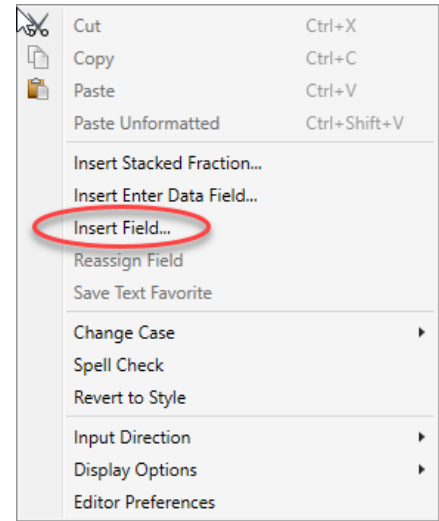 Cut Ctrl+X
Copy Ctrl+C
Paste Ctrl+V
Paste Unformatted Ctrl+Shift+V
Insert Stacked Fraction...
Insert Enter Data Field...
Insert Field...
Reassign Field
Save Text Favorite
Change Case
Spell Check
Revert to Style
Input Direction
Display Options
Editor Preferences